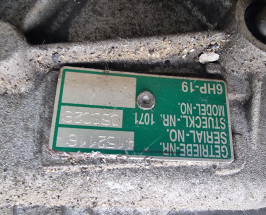 GETRIEBE-NR.
SERIAL-NO.
STUECKL.-NR. 1071
MODEL-NO.
6HP-19